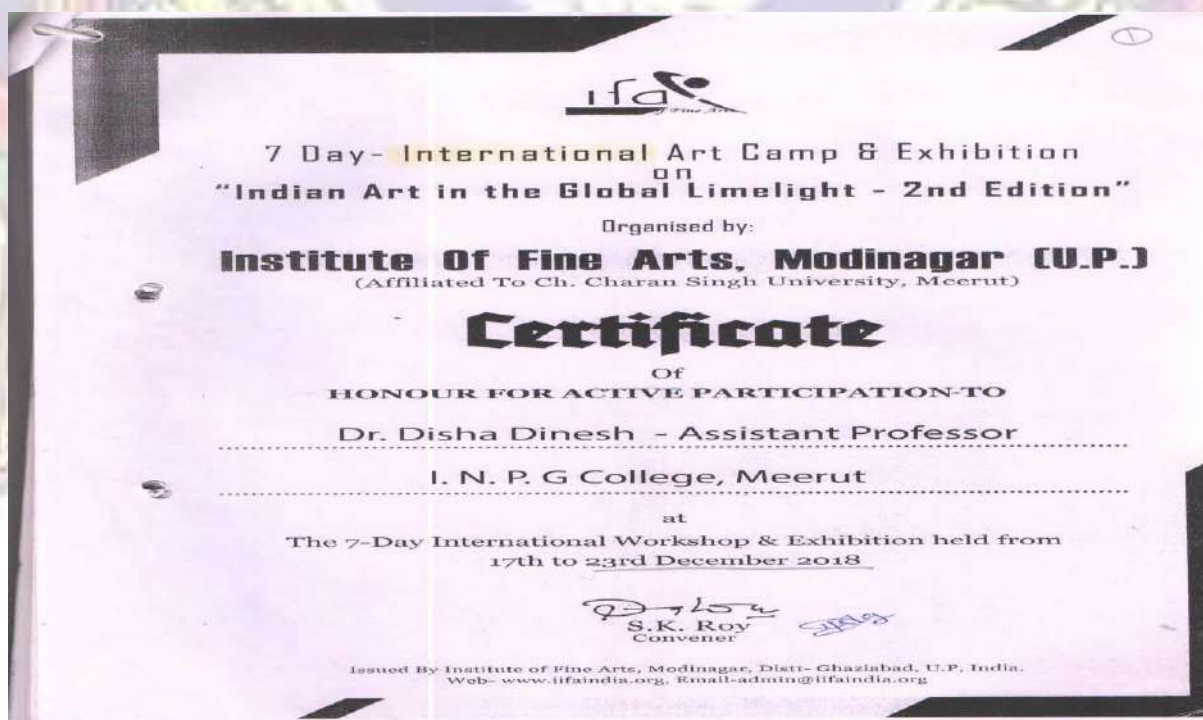 1
ifa
of Fine Arts
7 Day- International Art Camp & Exhibition
on
"Indian Art in the Global Limelight - 2nd Edition"
Organised by:
Institute Of Fine Arts, Modinagar (U.P.)
(Affiliated To Ch. Charan Singh University, Meerut)
Certificate
Of
HONOUR FOR ACTIVE PARTICIPATION TO
Dr. Disha Dinesh - Assistant Professor
I. N. P. G College, Meerut
at
The 7-Day International Workshop & Exhibition held from
17th to 23rd December 2018
S.K. Roy
Convener
Issued By Institute of Fine Arts, Modinagar, Distt- Ghaziabad, U.P, India.
Web- www.iifaindia.org, Email-admin@iifaindia.org